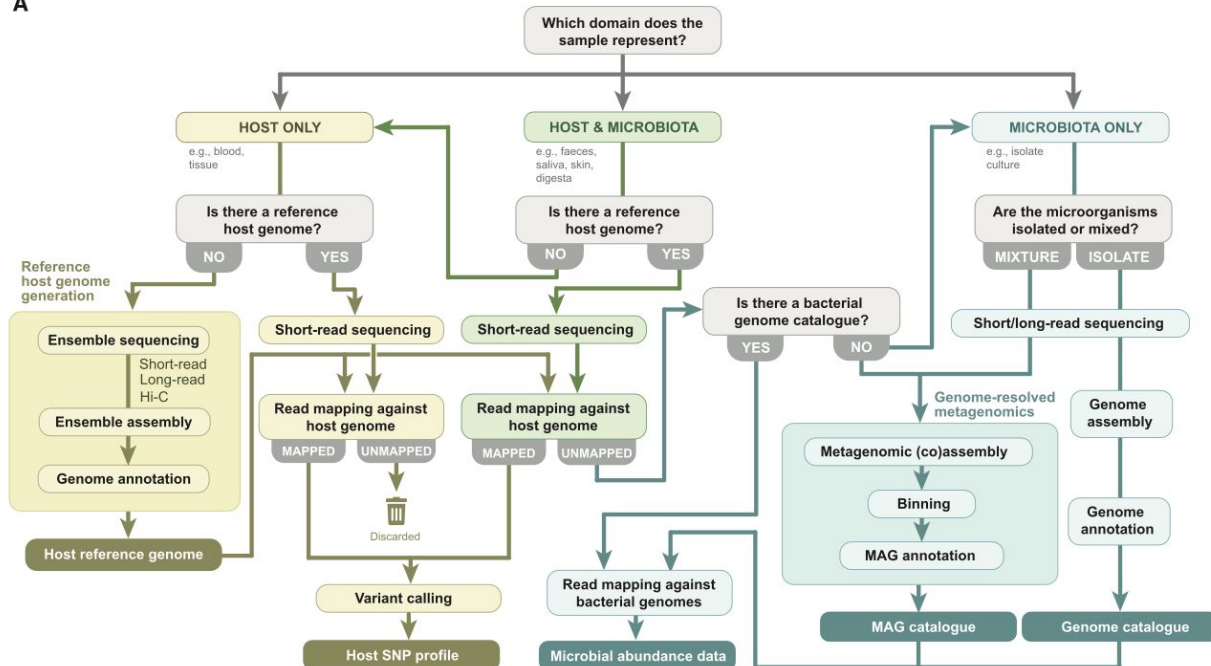 A
Which domain does the
sample represent?
HOST ONLY
e.g., blood,
tissue
HOST & MICROBIOTA
e.g., faeces,
saliva, skin,
digesta
MICROBIOTA ONLY
e.g., isolate
culture
Is there a reference
host genome?
NO
YES
Is there a reference
host genome?
NO
YES
Are the microorganisms
isolated or mixed?
MIXTURE
ISOLATE
Reference
host genome
generation
Ensemble sequencing
Short-read
Long-read
Hi-C
Ensemble assembly
Genome annotation
Host reference genome
Short-read sequencing
Short-read sequencing
Is there a bacterial
genome catalogue?
YES
NO
Short/long-read sequencing
Read mapping against
host genome
MAPPED
UNMAPPED
Discarded
Read mapping against
host genome
MAPPED
UNMAPPED
Genome-resolved
metagenomics
Metagenomic (co)assembly
Binning
MAG annotation
Genome
assembly
Genome
annotation
Variant calling
Host SNP profile
Read mapping against
bacterial genomes
Microbial abundance data
MAG catalogue
Genome catalogue